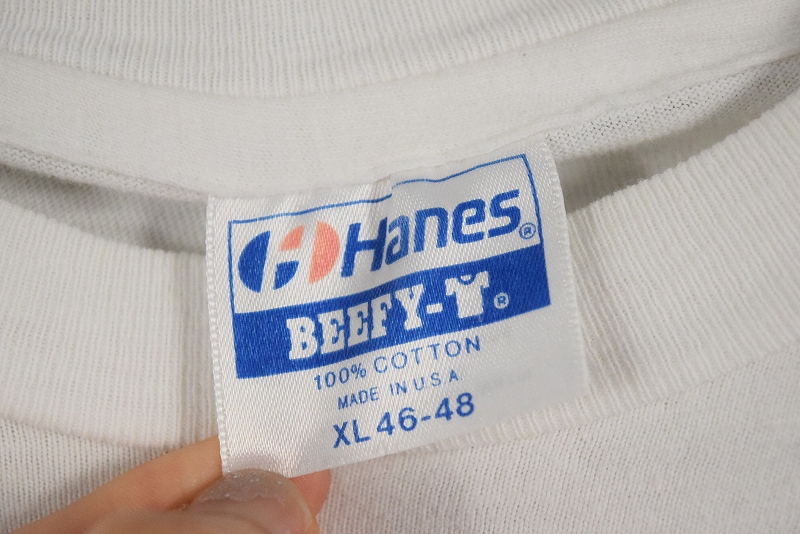 Hanes®
BEEFY-T®
100% COTTON
MADE IN U.S.A
XL 46-48